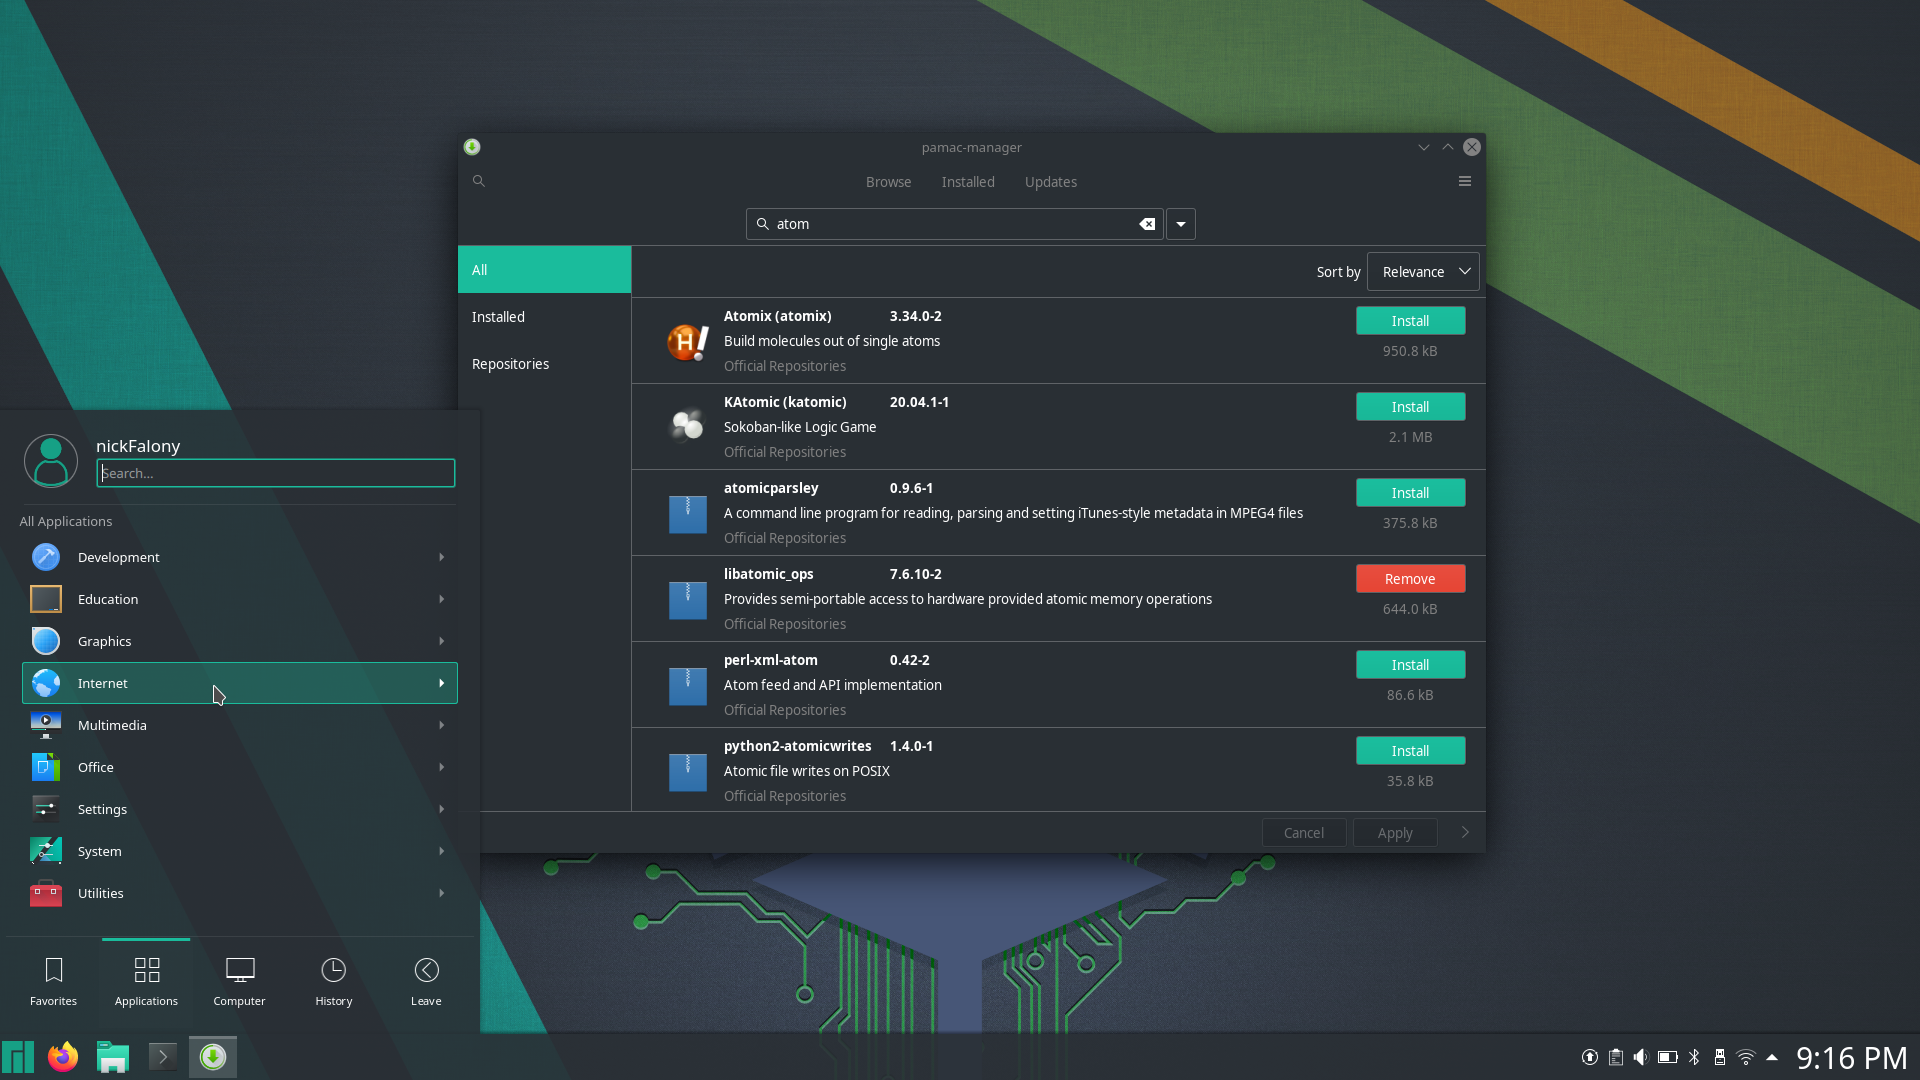 pamac-manager
Browse Installed Updates
atom
All
Installed
Repositories
Sort by Relevance
Atomix (atomix) 3.34.0-2
Build molecules out of single atoms
Official Repositories
Install
950.8 kB
KAtomic (katomic) 20.04.1-1
Sokoban-like Logic Game
Official Repositories
Install
2.1 MB
atomicparsley 0.9.6-1
A command line program for reading, parsing and setting iTunes-style metadata in MPEG4 files
Official Repositories
Install
375.8 kB
libatomic_ops 7.6.10-2
Provides semi-portable access to hardware provided atomic memory operations
Official Repositories
Remove
644.0 kB
perl-xml-atom 0.42-2
Atom feed and API implementation
Official Repositories
Install
86.6 kB
python2-atomicwrites 1.4.0-1
Atomic file writes on POSIX
Official Repositories
Install
35.8 kB
Cancel Apply
nickFalony
Search...
All Applications
Development
Education
Graphics
Internet
Multimedia
Office
Settings
System
Utilities
Favorites Applications Computer History Leave
9:16 PM